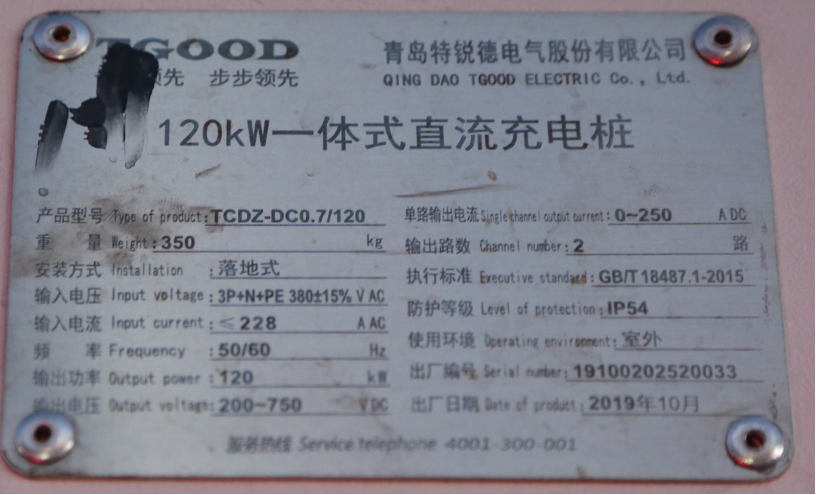 TGOOD
领先 步步领先
青岛特锐德电气股份有限公司
QING DAO TGOOD ELECTRIC Co., Ltd.
120kW一体式直流充电桩
产品型号 Type of product: TCDZ-DC0.7/120
重 量 Weight: 350 kg
安装方式 Installation : 落地式
输入电压 Input voltage: 3P+N+PE 380±15% V AC
输入电流 Input current: ≤228 A AC
频 率 Frequency : 50/60 Hz
输出功率 Output power: 120 kW
输出电压 Output voltage: 200~750 V DC
单路输出电流 Single channel output current: 0~250 A DC
输出路数 Channel number: 2 路
执行标准 Executive standard: GB/T 18487.1-2015
防护等级 Level of protection: IP54
使用环境 Operating environment: 室外
出厂编号 Serial number: 19100202520033
出厂日期 Date of product: 2019年10月
服务热线 Service telephone 4001-300-001